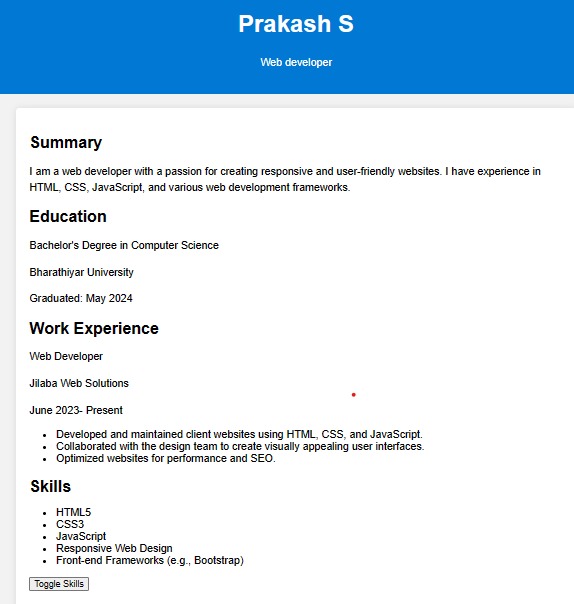 Prakash S
Web developer
Summary
I am a web developer with a passion for creating responsive and user-friendly websites. I have experience in
HTML, CSS, JavaScript, and various web development frameworks.
Education
Bachelor's Degree in Computer Science
Bharathiyar University
Graduated: May 2024
Work Experience
Web Developer
Jilaba Web Solutions
June 2023- Present
Developed and maintained client websites using HTML, CSS, and JavaScript.
Collaborated with the design team to create visually appealing user interfaces.
Optimized websites for performance and SEO.
Skills
HTML5
CSS3
JavaScript
Responsive Web Design
Front-end Frameworks (e.g., Bootstrap)
Toggle Skills